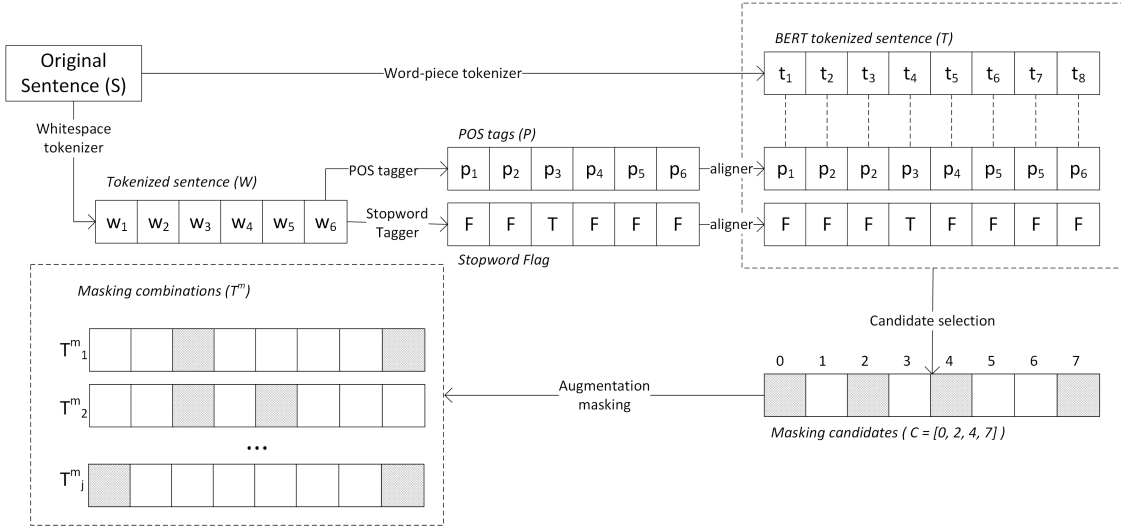 Original
Sentence (S)
Word-piece tokenizer
BERT tokenized sentence (T)
t1 t2 t3 t4 t5 t6 t7 t8
Whitespace
tokenizer
Tokenized sentence (W)
w1 w2 w3 w4 w5 w6
POS tagger
POS tags (P)
p1 p2 p3 p4 p5 p6
aligner
p1 p2 p2 p3 p4 p5 p5 p6
Stopword
Tagger
F F T F F F
Stopword Flag
aligner
F F F T F F F F
Candidate selection
0 1 2 3 4 5 6 7
Masking candidates ( C = [0, 2, 4, 7] )
Augmentation
masking
Masking combinations (Tm)
Tm1
Tm2
...
Tmj